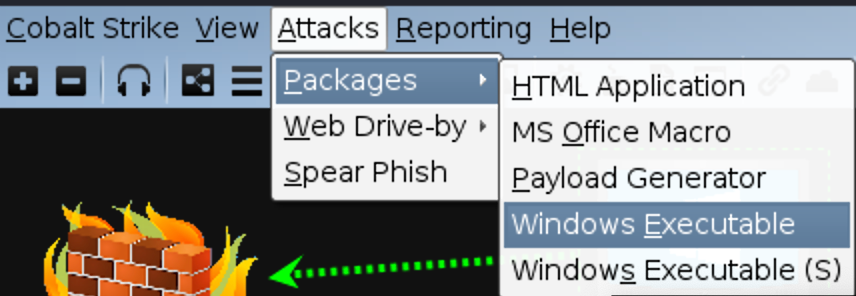 Cobalt Strike View Attacks Reporting Help
Packages
Web Drive-by
Spear Phish
HTML Application
MS Office Macro
Payload Generator
Windows Executable
Windows Executable (S)